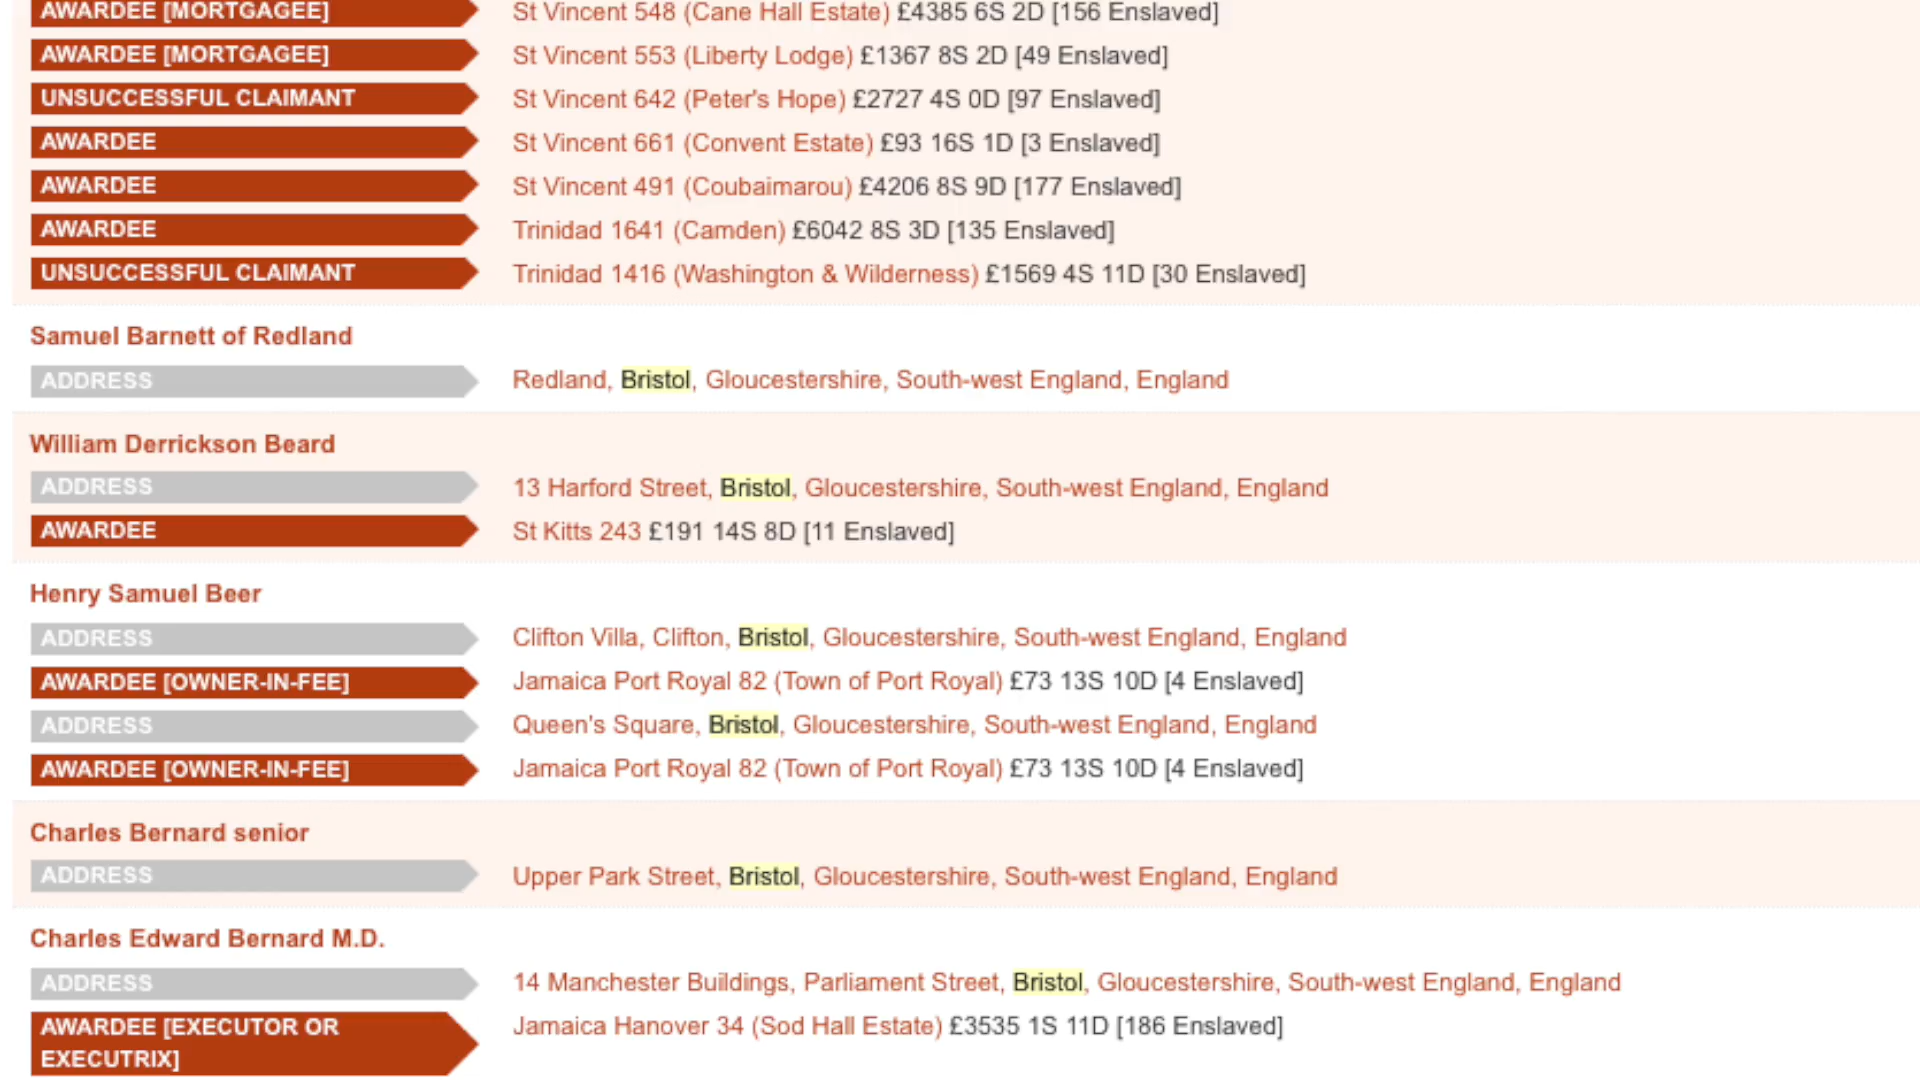 AWARDEE [MORTGAGEE] St Vincent 548 (Cane Hall Estate) £4385 6S 2D [156 Enslaved]
AWARDEE [MORTGAGEE] St Vincent 553 (Liberty Lodge) £1367 8S 2D [49 Enslaved]
UNSUCCESSFUL CLAIMANT St Vincent 642 (Peter's Hope) £2727 4S 0D [97 Enslaved]
AWARDEE St Vincent 661 (Convent Estate) £93 16S 1D [3 Enslaved]
AWARDEE St Vincent 491 (Coubaimarou) £4206 8S 9D [177 Enslaved]
AWARDEE Trinidad 1641 (Camden) £6042 8S 3D [135 Enslaved]
UNSUCCESSFUL CLAIMANT Trinidad 1416 (Washington & Wilderness) £1569 4S 11D [30 Enslaved]
Samuel Barnett of Redland
ADDRESS Redland, Bristol, Gloucestershire, South-west England, England
William Derrickson Beard
ADDRESS 13 Harford Street, Bristol, Gloucestershire, South-west England, England
AWARDEE St Kitts 243 £191 14S 8D [11 Enslaved]
Henry Samuel Beer
ADDRESS Clifton Villa, Clifton, Bristol, Gloucestershire, South-west England, England
AWARDEE [OWNER-IN-FEE] Jamaica Port Royal 82 (Town of Port Royal) £73 13S 10D [4 Enslaved]
ADDRESS Queen's Square, Bristol, Gloucestershire, South-west England, England
AWARDEE [OWNER-IN-FEE] Jamaica Port Royal 82 (Town of Port Royal) £73 13S 10D [4 Enslaved]
Charles Bernard senior
ADDRESS Upper Park Street, Bristol, Gloucestershire, South-west England, England
Charles Edward Bernard M.D.
ADDRESS 14 Manchester Buildings, Parliament Street, Bristol, Gloucestershire, South-west England, England
AWARDEE [EXECUTOR OR Jamaica Hanover 34 (Sod Hall Estate) £3535 1S 11D [186 Enslaved]
EXECUTRIX]